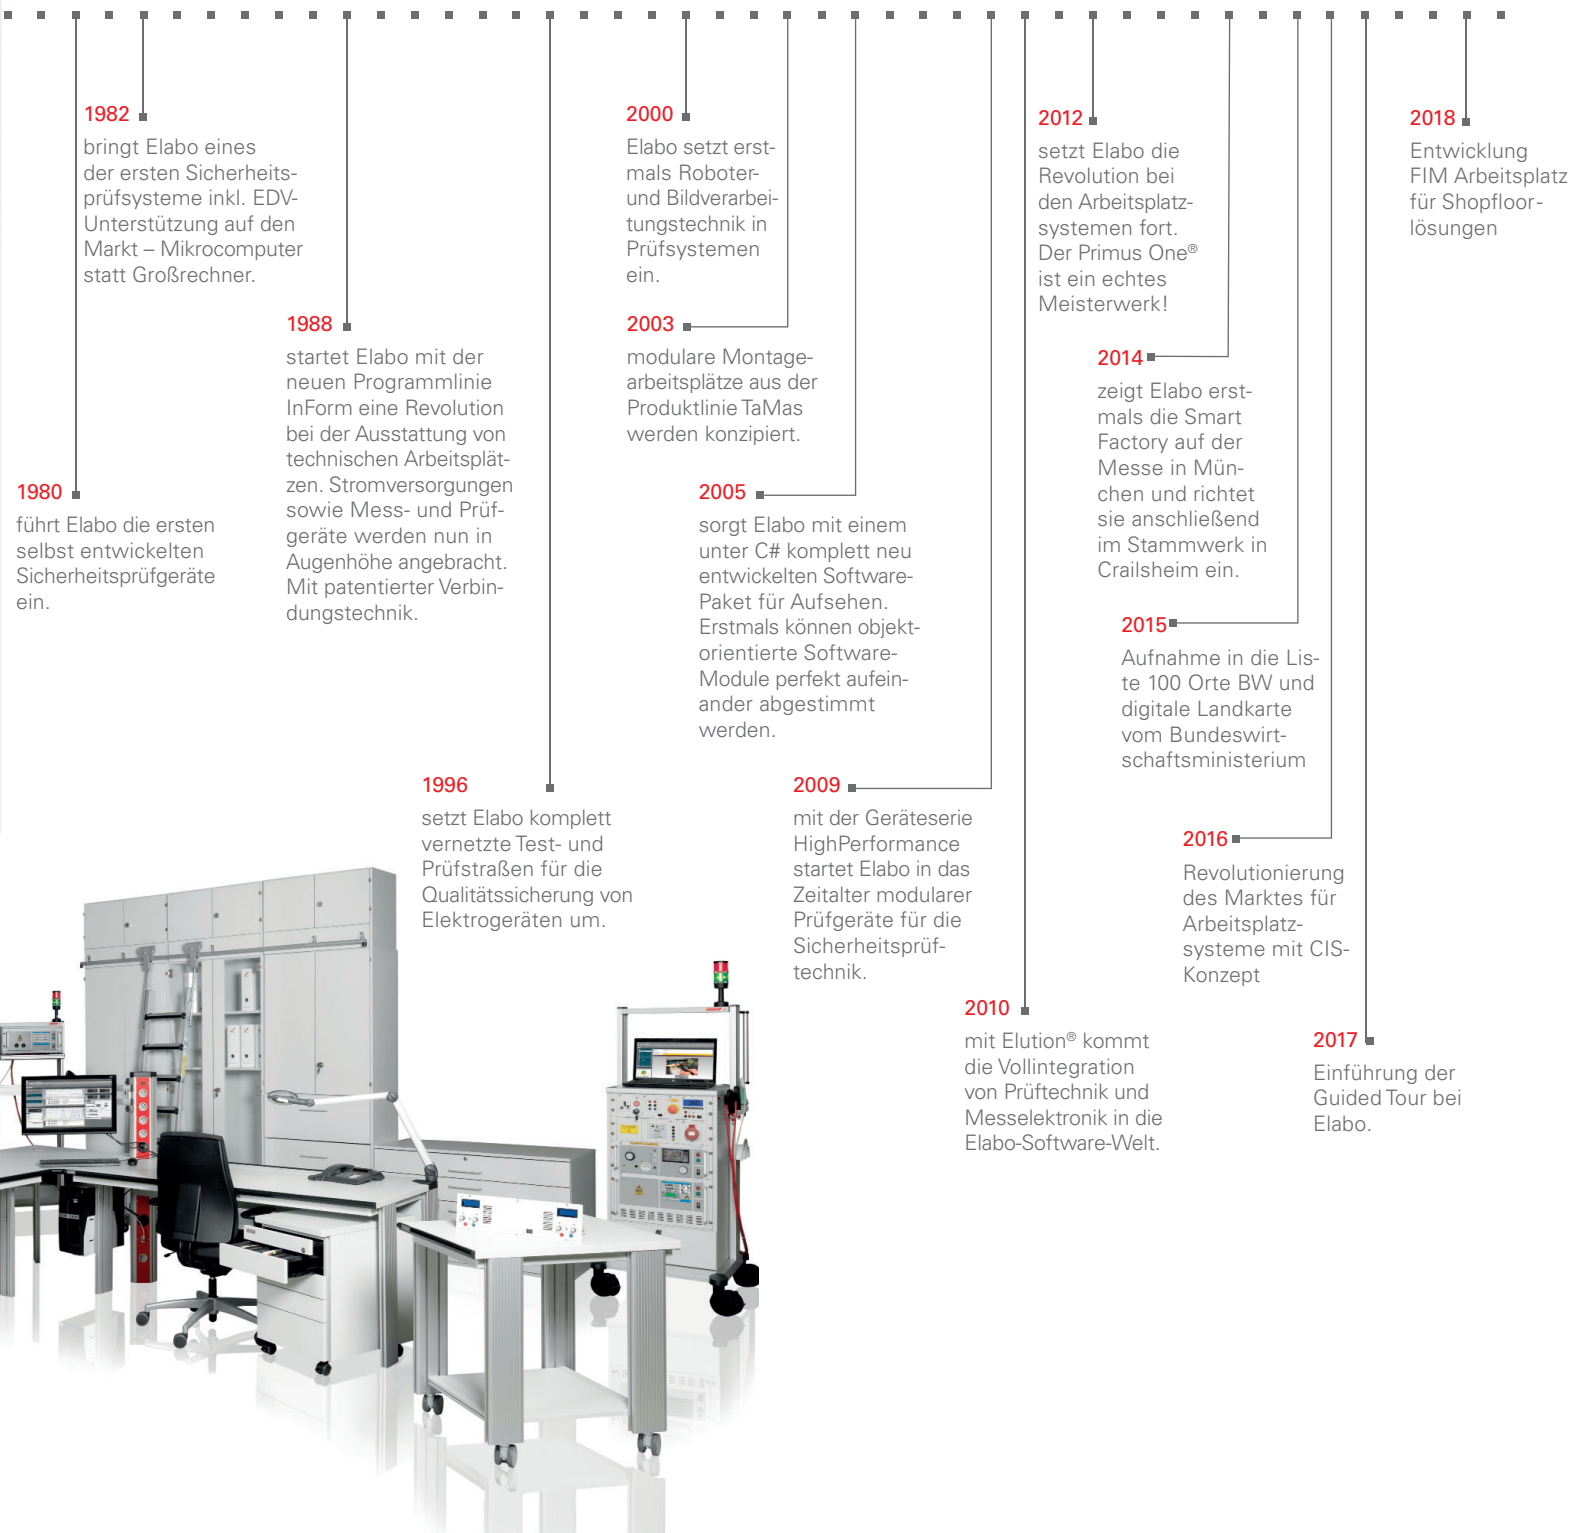 1980
führt Elabo die ersten
selbst entwickelten
Sicherheitsprüfgeräte
ein.
1982
bringt Elabo eines
der ersten Sicherheits-
prüfsysteme inkl. EDV-
Unterstützung auf den
Markt – Mikrocomputer
statt Großrechner.
1988
startet Elabo mit der
neuen Programmlinie
InForm eine Revolution
bei der Ausstattung von
technischen Arbeitsplät-
zen. Stromversorgungen
sowie Mess- und Prüf-
geräte werden nun in
Augenhöhe angebracht.
Mit patentierter Verbin-
dungstechnik.
1996
setzt Elabo komplett
vernetzte Test- und
Prüfstraßen für die
Qualitätssicherung von
Elektrogeräten um.
2000
Elabo setzt erst-
mals Roboter-
und Bildverarbei-
tungstechnik in
Prüfsystemen
ein.
2003
modulare Montage-
arbeitsplätze aus der
Produktlinie TaMas
werden konzipiert.
2005
sorgt Elabo mit einem
unter C# komplett neu
entwickelten Software-
Paket für Aufsehen.
Erstmals können objekt-
orientierte Software-
Module perfekt aufein-
ander abgestimmt
werden.
2009
mit der Geräteserie
HighPerformance
startet Elabo in das
Zeitalter modularer
Prüfgeräte für die
Sicherheitsprüf-
technik.
2010
mit Elution® kommt
die Vollintegration
von Prüftechnik und
Messelektronik in die
Elabo-Software-Welt.
2012
setzt Elabo die
Revolution bei
den Arbeitsplatz-
systemen fort.
Der Primus One®
ist ein echtes
Meisterwerk!
2014
zeigt Elabo erst-
mals die Smart
Factory auf der
Messe in Mün-
chen und richtet
sie anschließend
im Stammwerk in
Crailsheim ein.
2015
Aufnahme in die Lis-
te 100 Orte BW und
digitale Landkarte
vom Bundeswirt-
schaftsministerium
2016
Revolutionierung
des Marktes für
Arbeitsplatz-
systeme mit CIS-
Konzept
2017
Einführung der
Guided Tour bei
Elabo.
2018
Entwicklung
FIM Arbeitsplatz
für Shopfloor-
lösungen